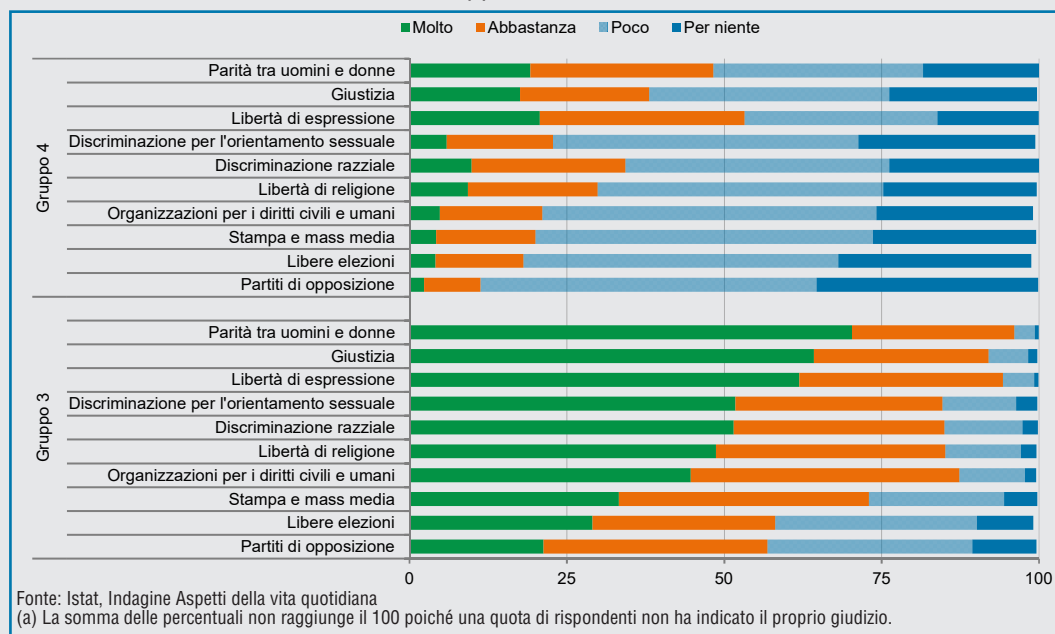 Molto Abbastanza Poco Per niente
Gruppo 4
Parità tra uomini e donne
Giustizia
Libertà di espressione
Discriminazione per l'orientamento sessuale
Discriminazione razziale
Libertà di religione
Organizzazioni per i diritti civili e umani
Stampa e mass media
Libere elezioni
Partiti di opposizione
Gruppo 3
Parità tra uomini e donne
Giustizia
Libertà di espressione
Discriminazione per l'orientamento sessuale
Discriminazione razziale
Libertà di religione
Organizzazioni per i diritti civili e umani
Stampa e mass media
Libere elezioni
Partiti di opposizione
0 25 50 75 100
Fonte: Istat, Indagine Aspetti della vita quotidiana
(a) La somma delle percentuali non raggiunge il 100 poiché una quota di rispondenti non ha indicato il proprio giudizio.